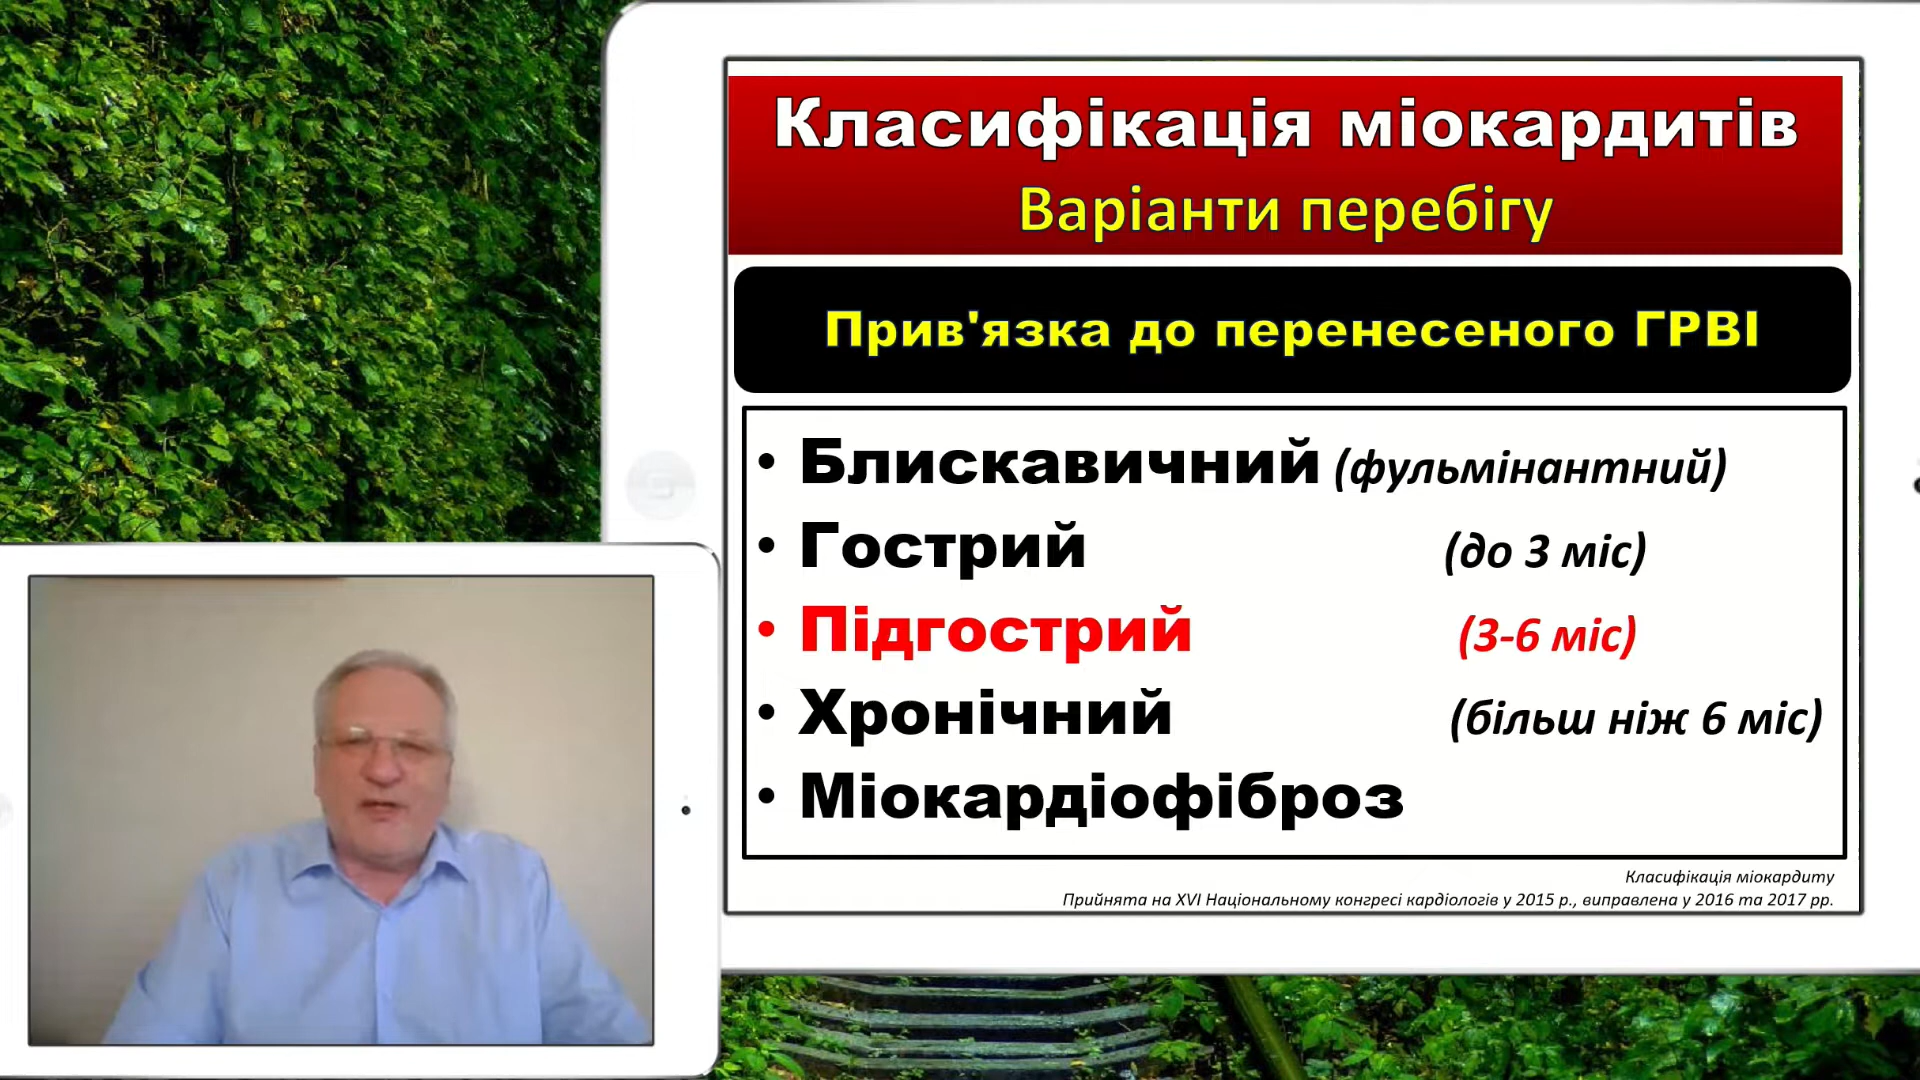 Класифікація міокардитів
Варіанти перебігу
Прив'язка до перенесеного ГРВІ
• Блискавичний (фульмінантний)
• Гострий (до 3 міс)
• Підгострий (3-6 міс)
• Хронічний (більш ніж 6 міс)
• Міокардіофіброз
Класифікація міокардиту
Прийнята на XVI Національному конгресі кардіологів у 2015 р., виправлена у 2016 та 2017 рр.